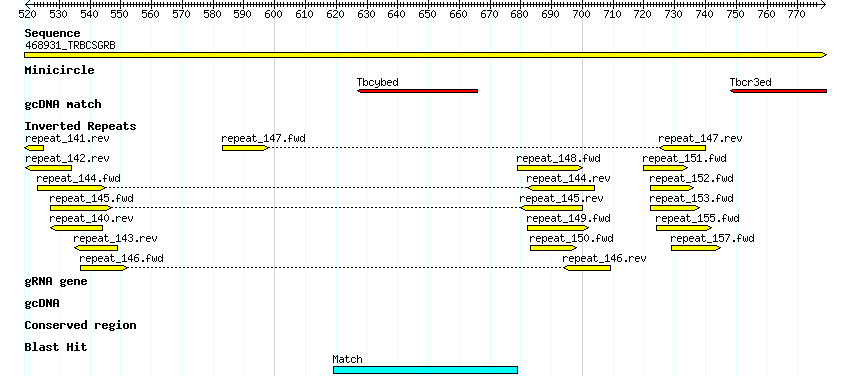 520 530 540 550 560 570 580 590 600 610 620 630 640 650 660 670 680 690 700 710 720 730 740 750 760 770
Sequence
468931_TRBCSGRB
Minicircle
Tbcybed Tbcr3ed
gcDNA match
Inverted Repeats
repeat_141.rev repeat_147.fwd repeat_147.rev
repeat_142.rev repeat_148.fwd repeat_151.fwd
repeat_144.fwd repeat_144.rev repeat_152.fwd
repeat_145.fwd repeat_145.rev repeat_153.fwd
repeat_140.rev repeat_149.fwd repeat_155.fwd
repeat_143.rev repeat_150.fwd repeat_157.fwd
repeat_146.fwd repeat_146.rev
gRNA gene
gcDNA
Conserved region
Blast Hit
Match